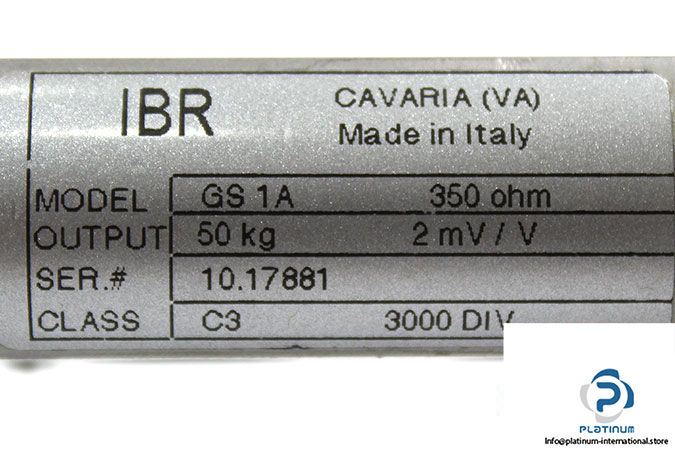 IBR
CAVARIA (VA)
Made in Italy
MODEL GS 1A 350 ohm
OUTPUT 50 kg 2 mV / V
SER.# 10.17881
CLASS C3 3000 DIV
PLATINUM
Info@platinum-international.store